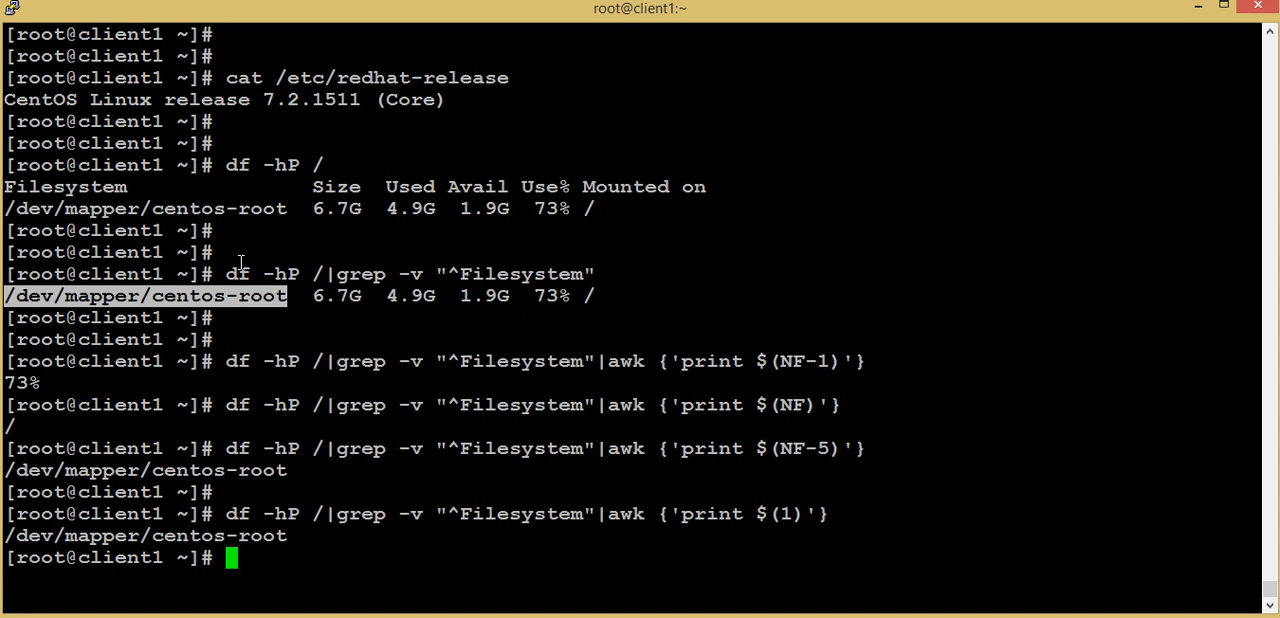 root@client1:~
[root@client1 ~]#
[root@client1 ~]#
[root@client1 ~]# cat /etc/redhat-release
CentOS Linux release 7.2.1511 (Core)
[root@client1 ~]#
[root@client1 ~]#
[root@client1 ~]# df -hP /
Filesystem               Size  Used Avail Use% Mounted on
/dev/mapper/centos-root  6.7G  4.9G  1.9G  73% /
[root@client1 ~]#
[root@client1 ~]#
[root@client1 ~]# df -hP /|grep -v "^Filesystem"
/dev/mapper/centos-root  6.7G  4.9G  1.9G  73% /
[root@client1 ~]#
[root@client1 ~]#
[root@client1 ~]# df -hP /|grep -v "^Filesystem"|awk {'print $(NF-1)'}
73%
[root@client1 ~]# df -hP /|grep -v "^Filesystem"|awk {'print $(NF)'}
/
[root@client1 ~]# df -hP /|grep -v "^Filesystem"|awk {'print $(NF-5)'}
/dev/mapper/centos-root
[root@client1 ~]#
[root@client1 ~]# df -hP /|grep -v "^Filesystem"|awk {'print $(1)'}
/dev/mapper/centos-root
[root@client1 ~]#